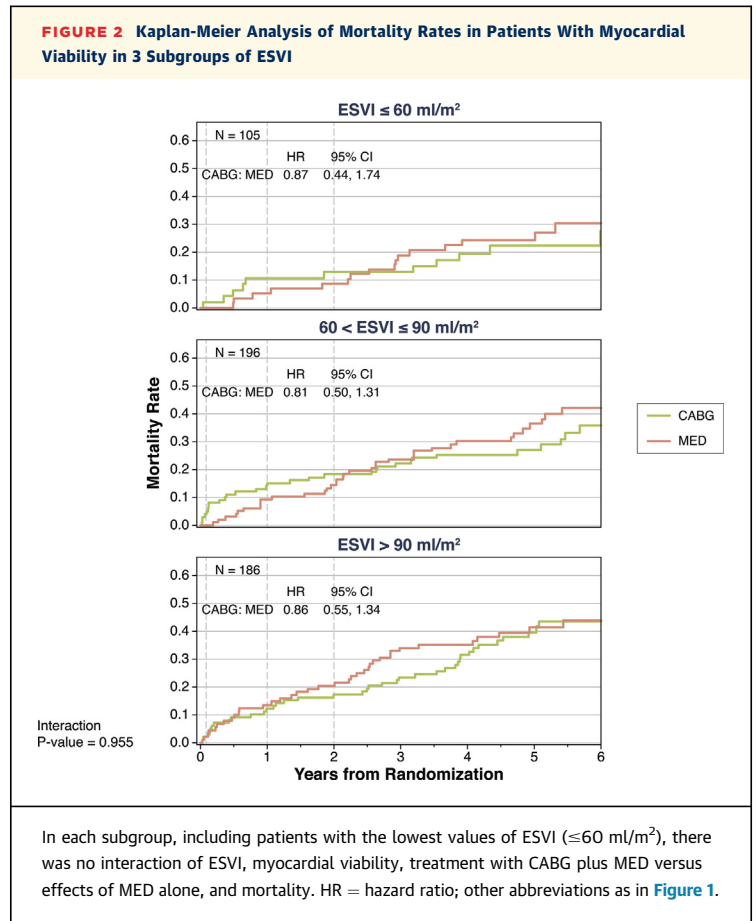 FIGURE 2 Kaplan-Meier Analysis of Mortality Rates in Patients With Myocardial
Viability in 3 Subgroups of ESVI
ESVI ≤ 60 ml/m²
N = 105
HR 95% CI
CABG: MED 0.87 0.44, 1.74
0.6
0.5
0.4
0.3
0.2
0.1
0.0
60 < ESVI ≤ 90 ml/m²
N = 196
HR 95% CI
CABG: MED 0.81 0.50, 1.31
0.6
0.5
0.4
0.3
0.2
0.1
0.0
Mortality Rate
CABG
MED
ESVI > 90 ml/m²
N = 186
HR 95% CI
CABG: MED 0.86 0.55, 1.34
0.6
0.5
0.4
0.3
0.2
0.1
0.0
Interaction
P-value = 0.955
0 1 2 3 4 5 6
Years from Randomization
In each subgroup, including patients with the lowest values of ESVI (≤60 ml/m²), there
was no interaction of ESVI, myocardial viability, treatment with CABG plus MED versus
effects of MED alone, and mortality. HR = hazard ratio; other abbreviations as in Figure 1.